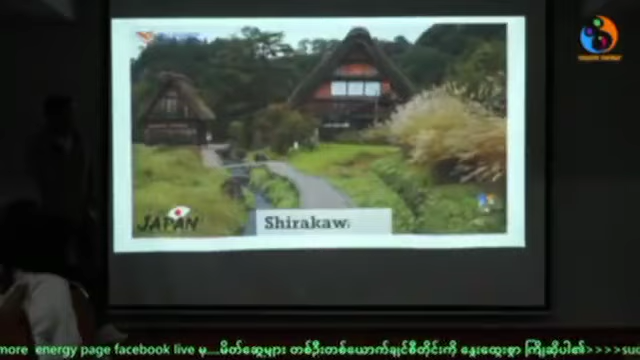 JAPAN
Shirakaw
more energy page facebook live မှ....မိတ်ဆွေများ တစ်ဦးတစ်ယောက်ချင်စီတိုင်းကို နွေးထွေးစွာ ကြိုဆိုပါ၏>>>>su